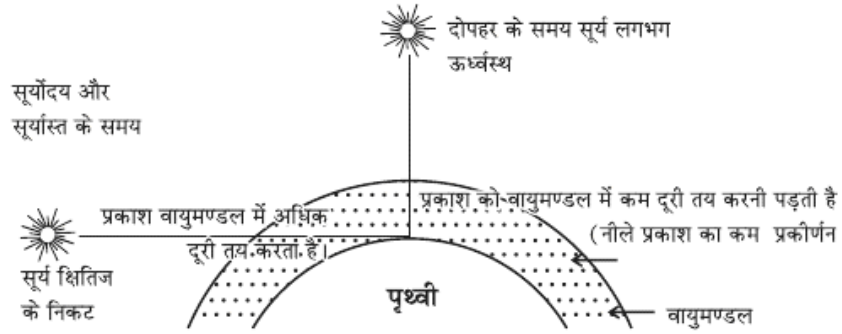 दोपहर के समय सूर्य लगभग
ऊर्ध्वस्थ
सूर्योदय और
सूर्यास्त के समय
प्रकाश वायुमण्डल में अधिक
दूरी तय करता है।
प्रकाश को वायुमण्डल में कम दूरी तय करनी पड़ती है
(नीले प्रकाश का कम प्रकीर्णन
सूर्य क्षितिज
के निकट
पृथ्वी
वायुमण्डल